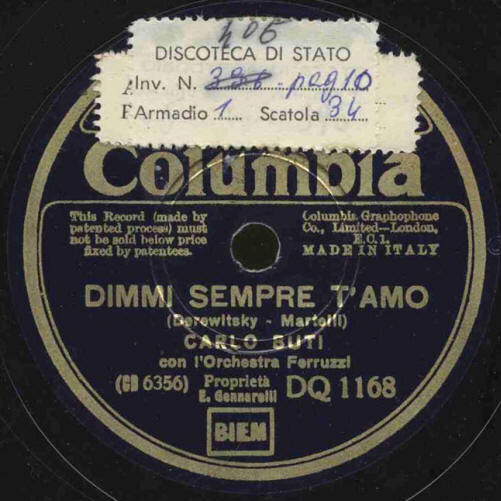 406
DISCOTECA DI STATO
Inv. N. 388 - pag 10
Armadio 1 Scatola 34
Columbia
This Record (made by
patented process) must
not be sold below price
fixed by patentees.
Columbia Graphophone
Co., Limited—London,
E.C.1.
MADE IN ITALY
DIMMI SEMPRE T'AMO
(Derewitsky - Martelli)
CARLO BUTI
con l'Orchestra Ferruzzi
(CB 6356) Proprietà
E. Gennarelli
DQ 1168
BIEM